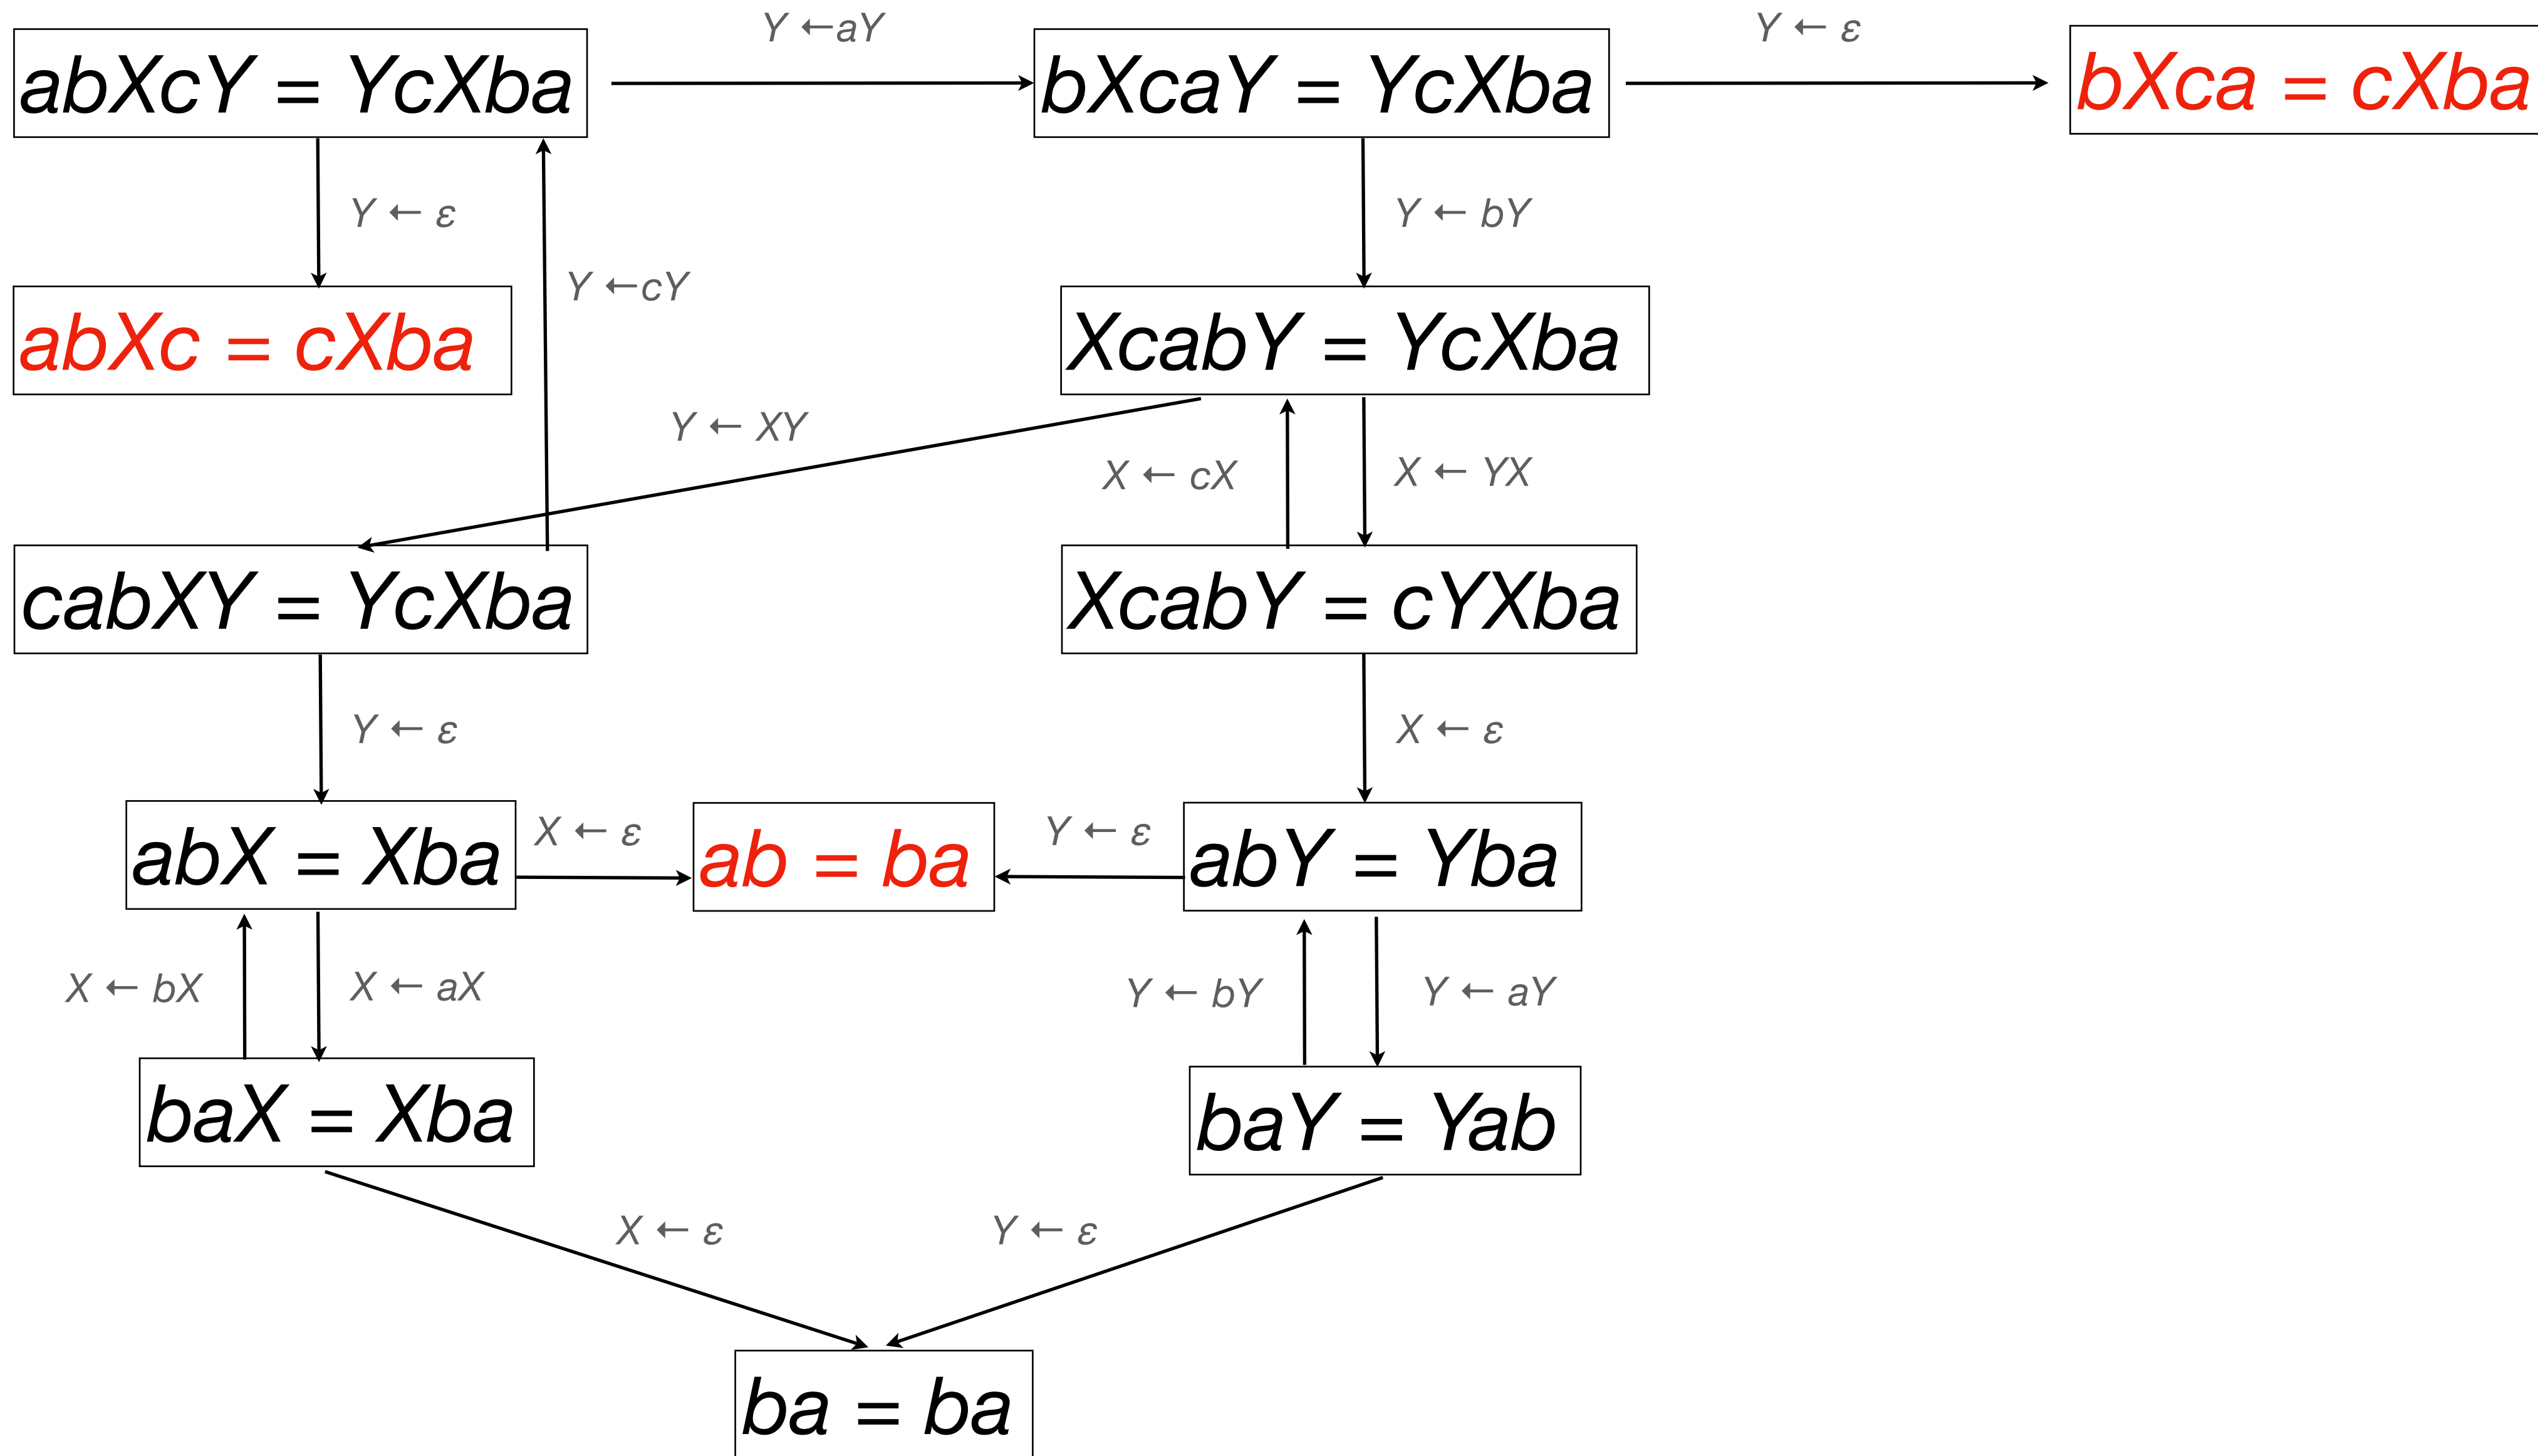 Y ←aY
Y ← ε
abXcY = YcXba
bXcaY = YcXba
bXca = cXba
Y ← ε
Y ← bY
Y ←cY
abXc = cXba
XcabY = YcXba
Y ← XY
X ← cX
X ← YX
cabXY = YcXba
XcabY = cYXba
Y ← ε
X ← ε
X ← ε
Y ← ε
abX = Xba
ab = ba
abY = Yba
X ← bX
X ← aX
Y ← bY
Y ← aY
baX = Xba
baY = Yab
X ← ε
Y ← ε
ba = ba